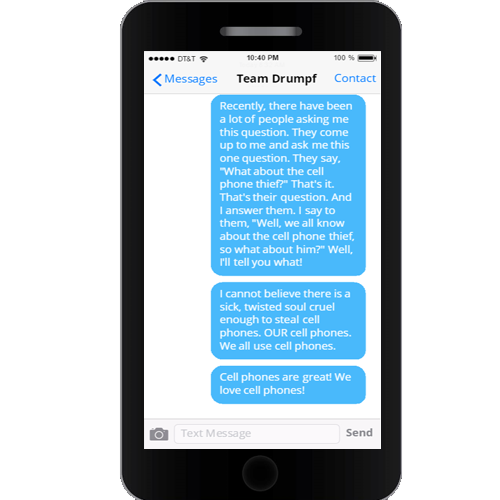 DT&T 10:40 PM 100 %
Messages Team Drumpf Contact
Recently, there have been
a lot of people asking me
this question. They come
up to me and ask me this
one question. They say,
"What about the cell
phone thief?" That's it.
That's their question. And
I answer them. I say to
them, "Well, we all know
about the cell phone thief,
so what about him?" Well,
I'll tell you what!
I cannot believe there is a
sick, twisted soul cruel
enough to steal cell
phones. OUR cell phones.
We all use cell phones.
Cell phones are great! We
love cell phones!
Text Message Send